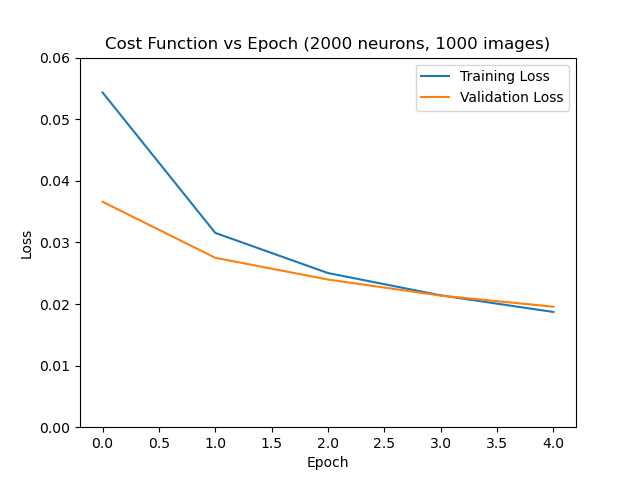 Cost Function vs Epoch (2000 neurons, 1000 images)
Training Loss
Validation Loss
0.06
0.05
0.04
0.03
0.02
0.01
0.00
Loss
0.0 0.5 1.0 1.5 2.0 2.5 3.0 3.5 4.0
Epoch